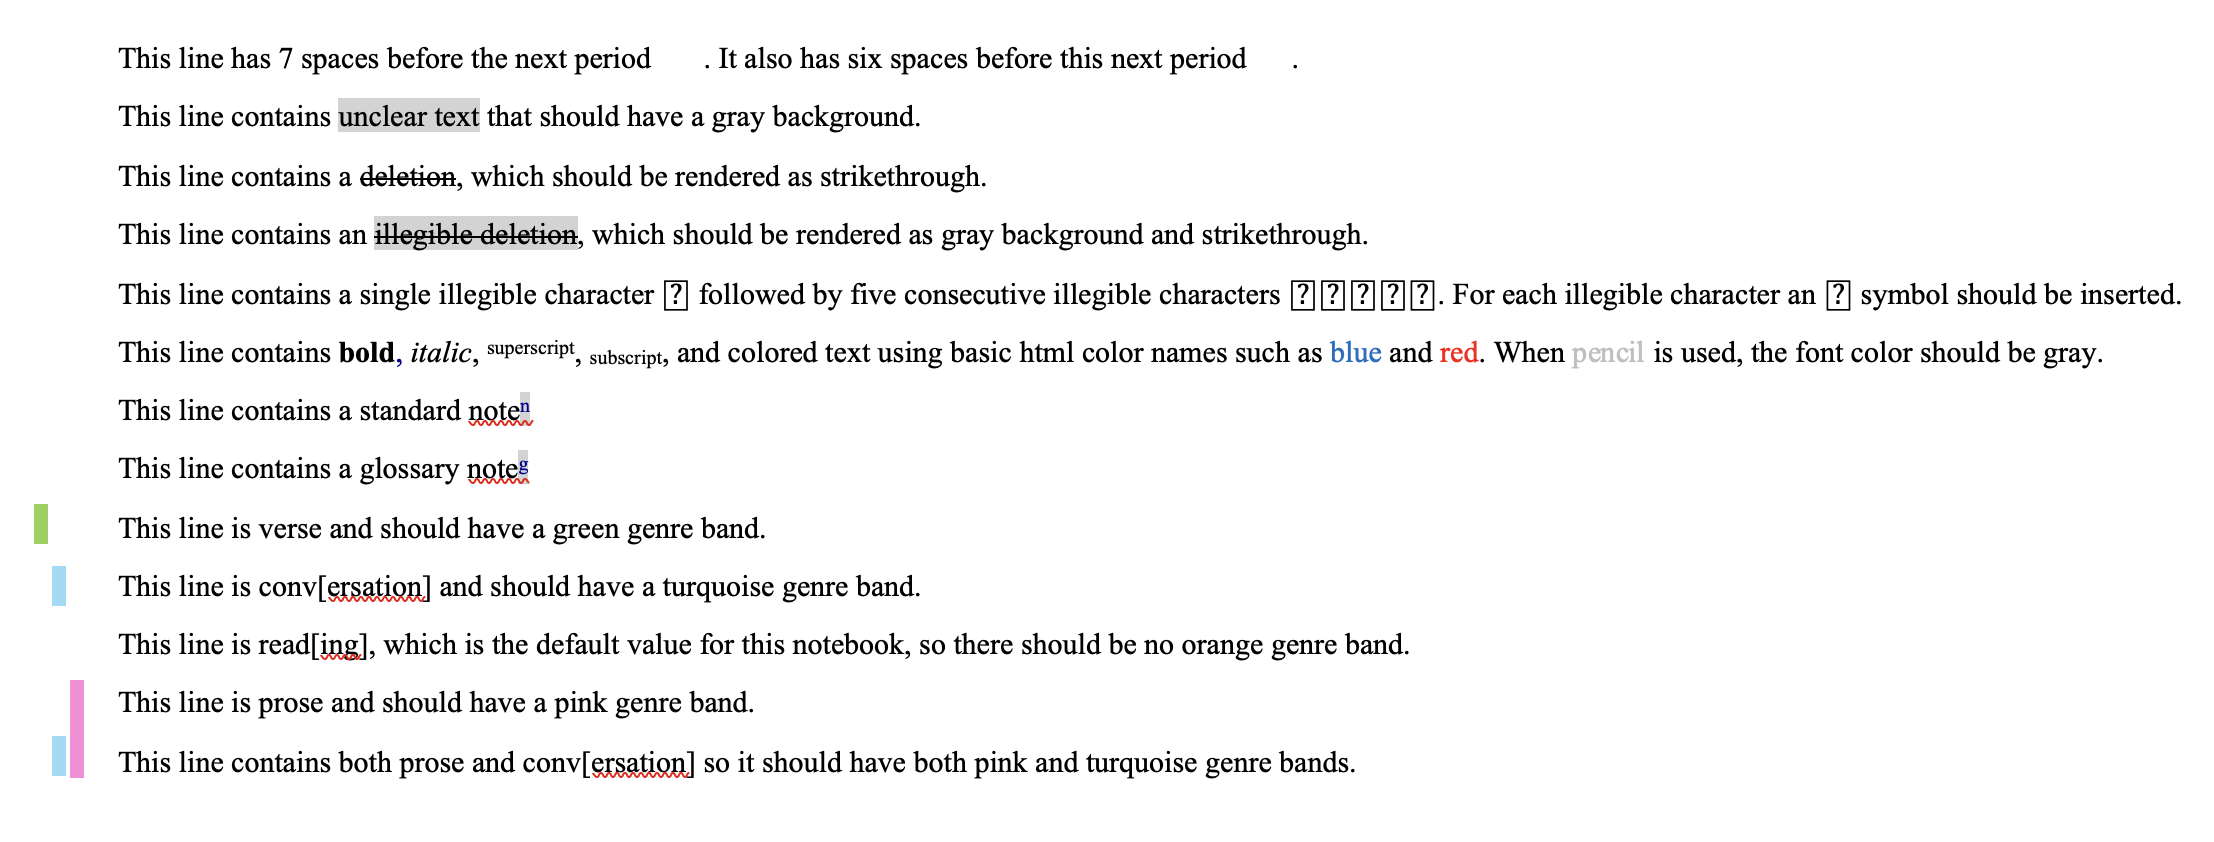 This line has 7 spaces before the next period       . It also has six spaces before this next period      .
This line contains unclear text that should have a gray background.
This line contains a deletion, which should be rendered as strikethrough.
This line contains an illegible deletion, which should be rendered as gray background and strikethrough.
This line contains a single illegible character ⍰ followed by five consecutive illegible characters ⍰⍰⍰⍰⍰. For each illegible character an ⍰ symbol should be inserted.
This line contains bold, italic, superscript, subscript, and colored text using basic html color names such as blue and red. When pencil is used, the font color should be gray.
This line contains a standard noteⁿ
This line contains a glossary noteᵍ
This line is verse and should have a green genre band.
This line is conv[ersation] and should have a turquoise genre band.
This line is read[ing], which is the default value for this notebook, so there should be no orange genre band.
This line is prose and should have a pink genre band.
This line contains both prose and conv[ersation] so it should have both pink and turquoise genre bands.